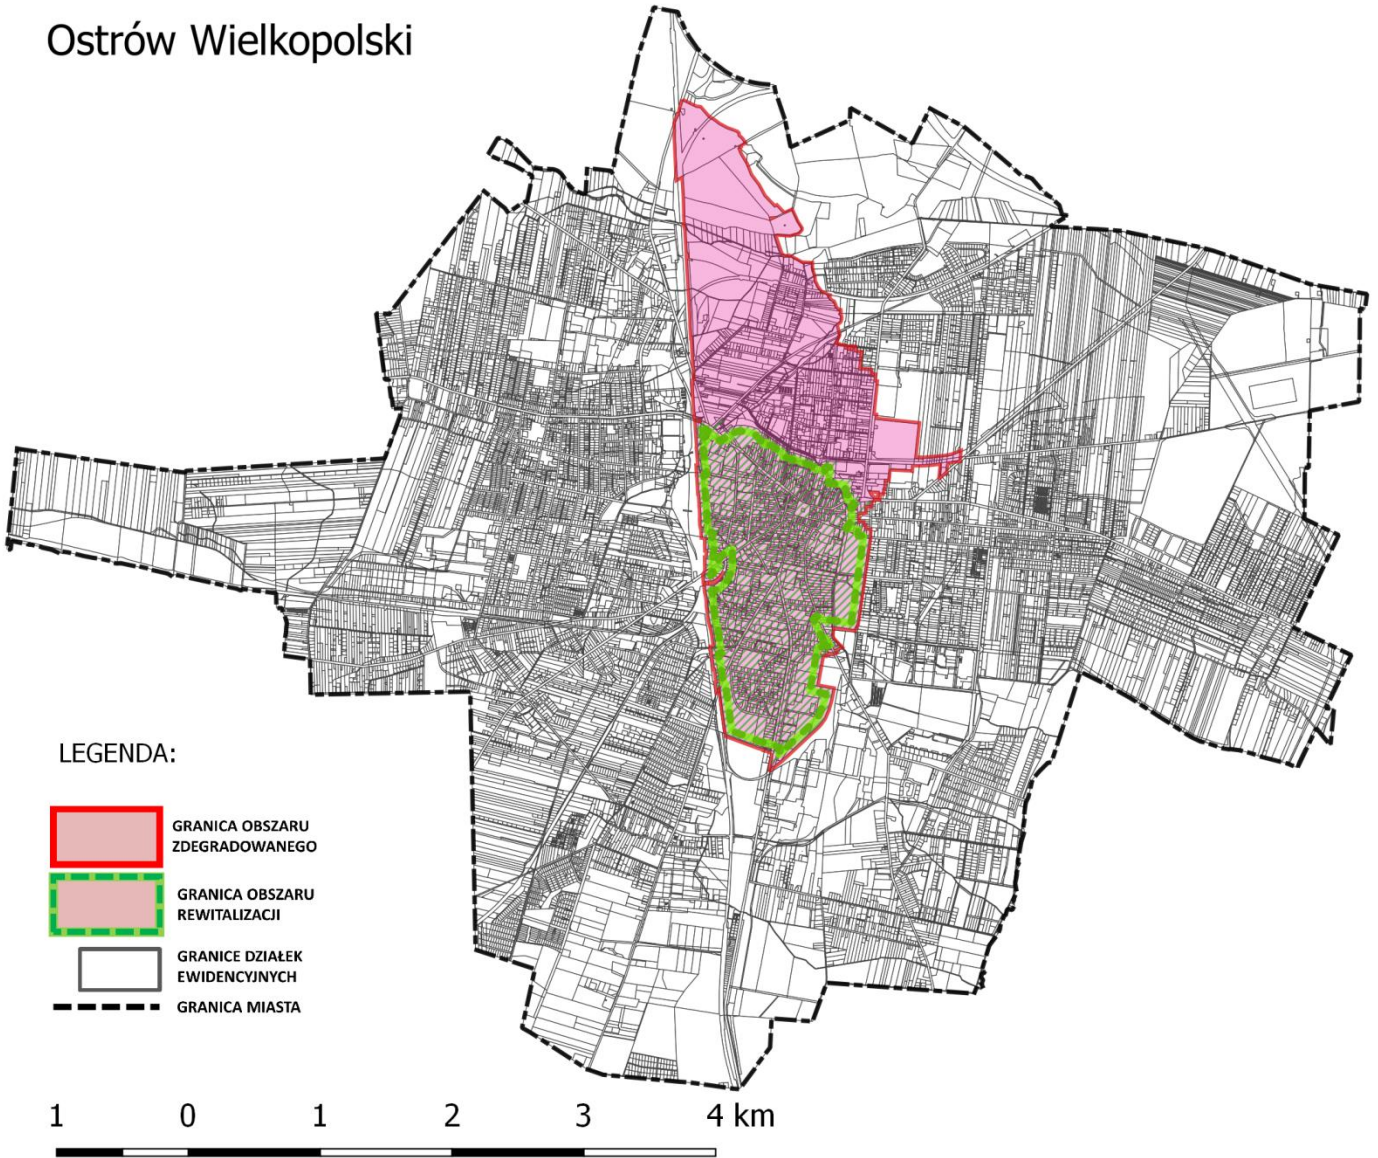 Ostrów Wielkopolski
LEGENDA:
GRANICA OBSZARU
ZDEGRADOWANEGO
GRANICA OBSZARU
REWITALIZACJI
GRANICE DZIAŁEK
EWIDENCYJNYCH
GRANICA MIASTA
1 0 1 2 3 4 km